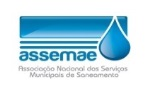 assemae
Associação Nacional dos Serviços
Municipais de Saneamento